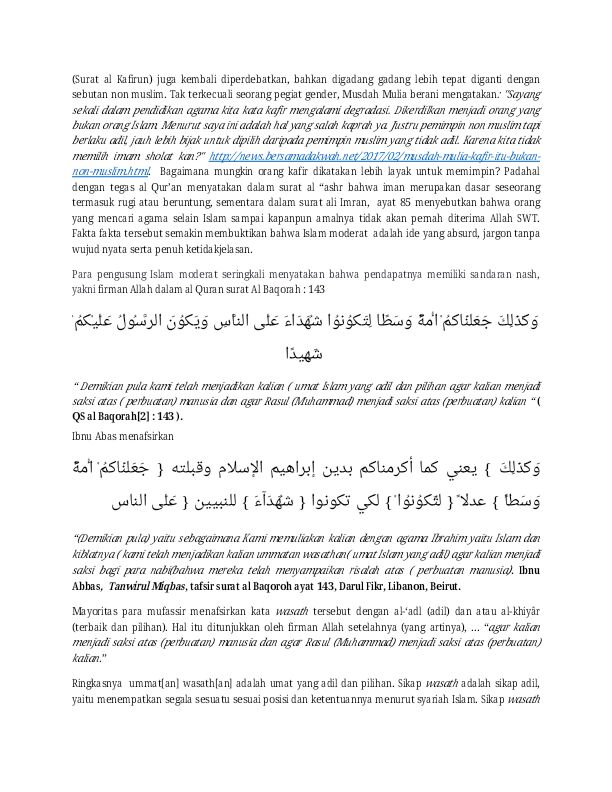 (Surat al Kafirun) juga kembali diperdebatkan, bahkan digadang gadang lebih tepat diganti dengan
sebutan non muslim. Tak terkecuali seorang pegiat gender, Musdah Mulia berani mengatakan.· "Sayang
sekali dalam pendidikan agama kita kata kafir mengalami degradasi. Dikerdilkan menjadi orang yang
bukan orang Islam. Menurut saya ini adalah hal yang salah kaprah ya. Justru pemimpin non muslim tapi
berlaku adil, jauh lebih bijak untuk dipilih daripada pemimpin muslim yang tidak adil. Karena kita tidak
memilih imam sholat kan?" http://news.bersamadakwah.net/2017/02/musdah-mulia-kafir-itu-bukan-
non-muslim.html. Bagaimana mungkin orang kafir dikatakan lebih layak untuk memimpin? Padahal
dengan tegas al Qur’an menyatakan dalam surat al “ashr bahwa iman merupakan dasar seseorang
termasuk rugi atau beruntung, sementara dalam surat ali Imran, ayat 85 menyebutkan bahwa orang
yang mencari agama selain Islam sampai kapanpun amalnya tidak akan pernah diterima Allah SWT.
Fakta fakta tersebut semakin membuktikan bahwa Islam moderat adalah ide yang absurd, jargon tanpa
wujud nyata serta penuh ketidakjelasan.
Para pengusung Islam moderat seringkali menyatakan bahwa pendapatnya memiliki sandaran nash,
yakni firman Allah dalam al Quran surat Al Baqorah : 143
وَكَذَلِكَ جَعَلْنَاكُمْ أُمَّةً وَسَطًا لِتَكُونُوا شُهَدَاءَ عَلَى النَّاسِ وَيَكُونَ الرَّسُولُ عَلَيْكُمْ
شَهِيدًا
“ Demikian pula kami telah menjadikan kalian ( umat Islam yang adil dan pilihan agar kalian menjadi
saksi atas ( perbuatan) manusia dan agar Rasul (Muhammad) menjadi saksi atas (perbuatan) kalian “ (
QS al Baqorah[2] : 143 ).
Ibnu Abas menafsirkan
وَكَذَلِكَ } يعني كما أكرمناكم بدين إبراهيم الإسلام وقبلته { جَعَلْنَاكُمْ أُمَّةً
وَسَطاً } عدلاً { لِّتَكُونُواْ } لكي تكونوا { شُهَدَآءَ } للنبيين { عَلَى الناس
“(Demikian pula) yaitu sebagaimana Kami memuliakan kalian dengan agama Ibrahim yaitu Islam dan
kiblatnya ( kami telah menjadikan kalian ummatan wasathan( umat Islam yang adil) agar kalian menjadi
saksi bagi para nabi(bahwa mereka telah menyampaikan risalah atas ( perbuatan manusia). Ibnu
Abbas, Tanwirul Miqbas, tafsir surat al Baqoroh ayat 143, Darul Fikr, Libanon, Beirut.
Mayoritas para mufassir menafsirkan kata wasath tersebut dengan al-‘adl (adil) dan atau al-khiyâr
(terbaik dan pilihan). Hal itu ditunjukkan oleh firman Allah setelahnya (yang artinya), … “agar kalian
menjadi saksi atas (perbuatan) manusia dan agar Rasul (Muhammad) menjadi saksi atas (perbuatan)
kalian.”
Ringkasnya ummat[an] wasath[an] adalah umat yang adil dan pilihan. Sikap wasath adalah sikap adil,
yaitu menempatkan segala sesuatu sesuai posisi dan ketentuannya menurut syariah Islam. Sikap wasath